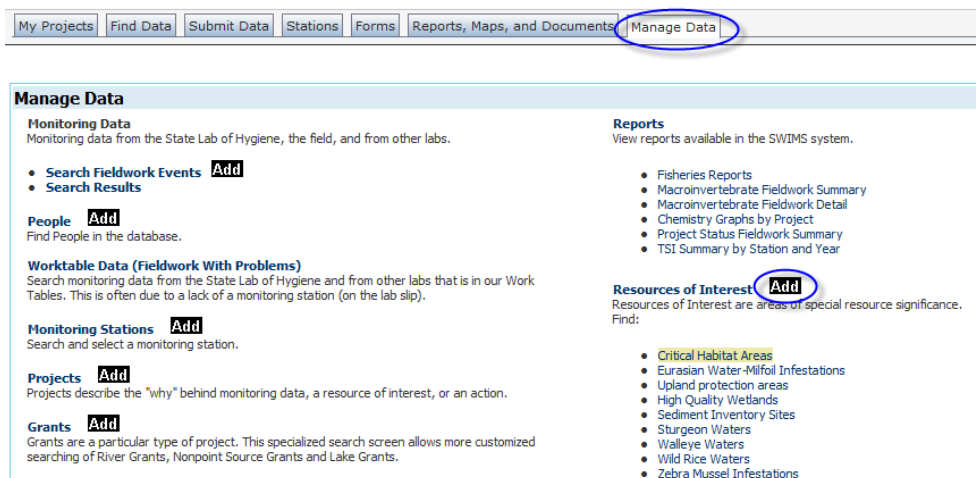 My Projects Find Data Submit Data Stations Forms Reports, Maps, and Documents Manage Data
Manage Data
Monitoring Data
Monitoring data from the State Lab of Hygiene, the field, and from other labs.
Search Fieldwork Events Add
Search Results
People Add
Find People in the database.
Worktable Data (Fieldwork With Problems)
Search monitoring data from the State Lab of Hygiene and from other labs that is in our Work
Tables. This is often due to a lack of a monitoring station (on the lab slip).
Monitoring Stations Add
Search and select a monitoring station.
Projects Add
Projects describe the "why" behind monitoring data, a resource of interest, or an action.
Grants Add
Grants are a particular type of project. This specialized search screen allows more customized
searching of River Grants, Nonpoint Source Grants and Lake Grants.
Reports
View reports available in the SWIMS system.
Fisheries Reports
Macroinvertebrate Fieldwork Summary
Macroinvertebrate Fieldwork Detail
Chemistry Graphs by Project
Project Status Fieldwork Summary
TSI Summary by Station and Year
Resources of Interest Add
Resources of Interest are areas of special resource significance.
Find:
Critical Habitat Areas
Eurasian Water-Milfoil Infestations
Upland protection areas
High Quality Wetlands
Sediment Inventory Sites
Sturgeon Waters
Walleye Waters
Wild Rice Waters
Zebra Mussel Infestations